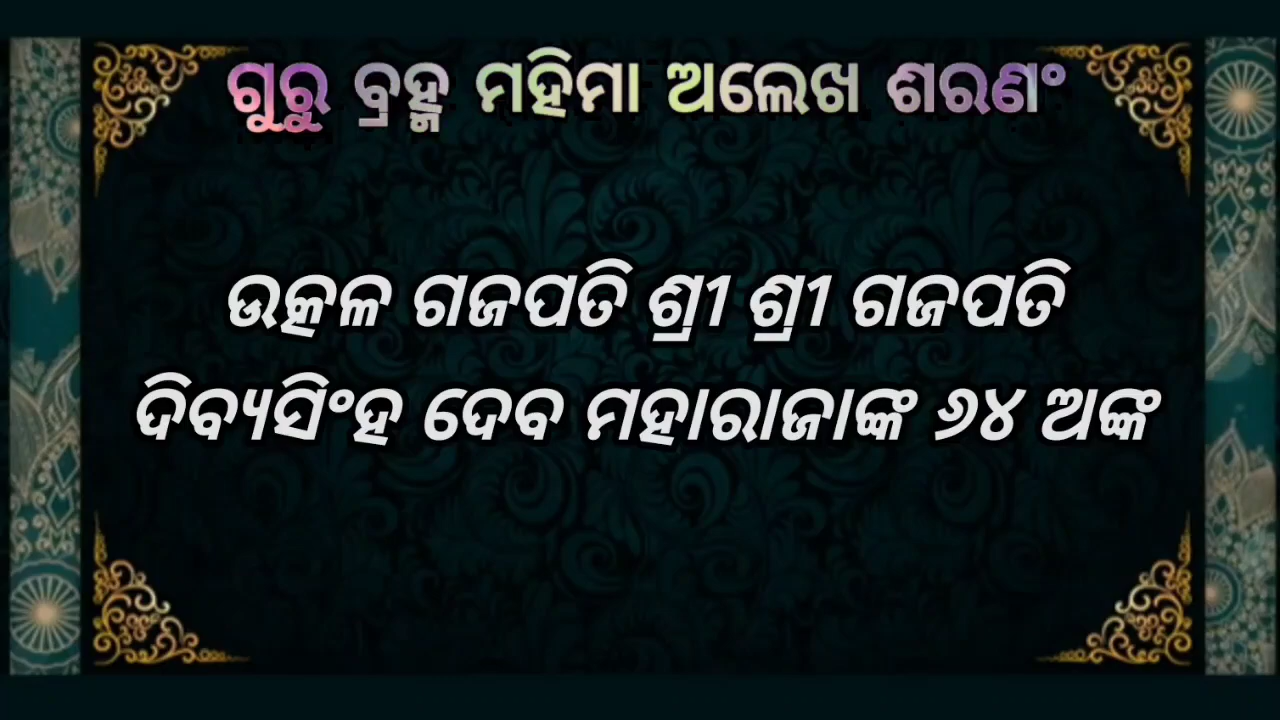 ଗୁରୁ ବ୍ରହ୍ମ ମହିମା ଅଲେଖ ଶରଣଂ
ଉତ୍କଳ ଗଜପତି ଶ୍ରୀ ଶ୍ରୀ ଗଜପତି
ଦିବ୍ୟସିଂହ ଦେବ ମହାରାଜାଙ୍କ ୬୪ ଅଙ୍କ